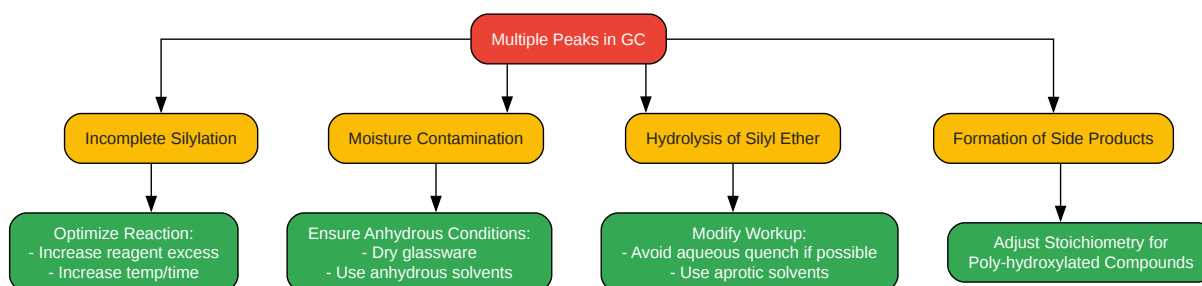 Multiple Peaks in GC
Incomplete Silylation
Moisture Contamination
Hydrolysis of Silyl Ether
Formation of Side Products
Optimize Reaction:
- Increase reagent excess
- Increase temp/time
Ensure Anhydrous Conditions:
- Dry glassware
- Use anhydrous solvents
Modify Workup:
- Avoid aqueous quench if possible
- Use aprotic solvents
Adjust Stoichiometry for
Poly-hydroxylated Compounds